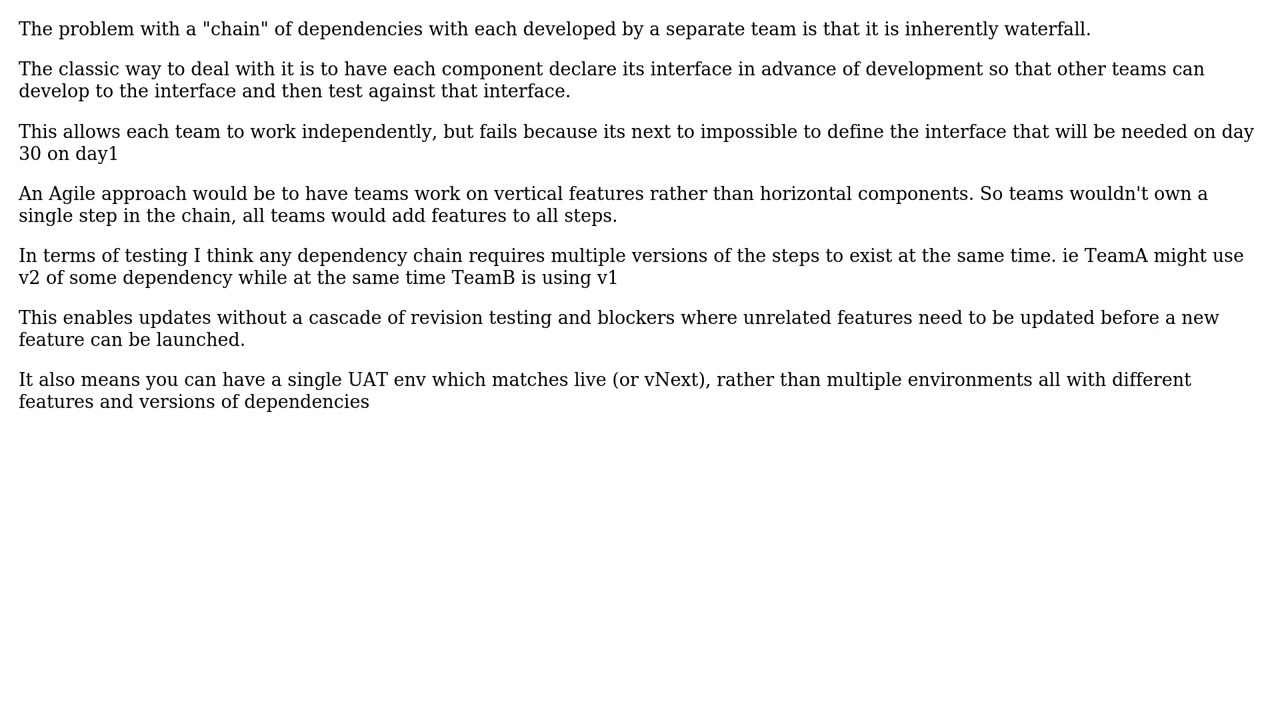 The problem with a "chain" of dependencies with each developed by a separate team is that it is inherently waterfall.
The classic way to deal with it is to have each component declare its interface in advance of development so that other teams can
develop to the interface and then test against that interface.
This allows each team to work independently, but fails because its next to impossible to define the interface that will be needed on day
30 on day1
An Agile approach would be to have teams work on vertical features rather than horizontal components. So teams wouldn't own a
single step in the chain, all teams would add features to all steps.
In terms of testing I think any dependency chain requires multiple versions of the steps to exist at the same time. ie TeamA might use
v2 of some dependency while at the same time TeamB is using v1
This enables updates without a cascade of revision testing and blockers where unrelated features need to be updated before a new
feature can be launched.
It also means you can have a single UAT env which matches live (or vNext), rather than multiple environments all with different
features and versions of dependencies